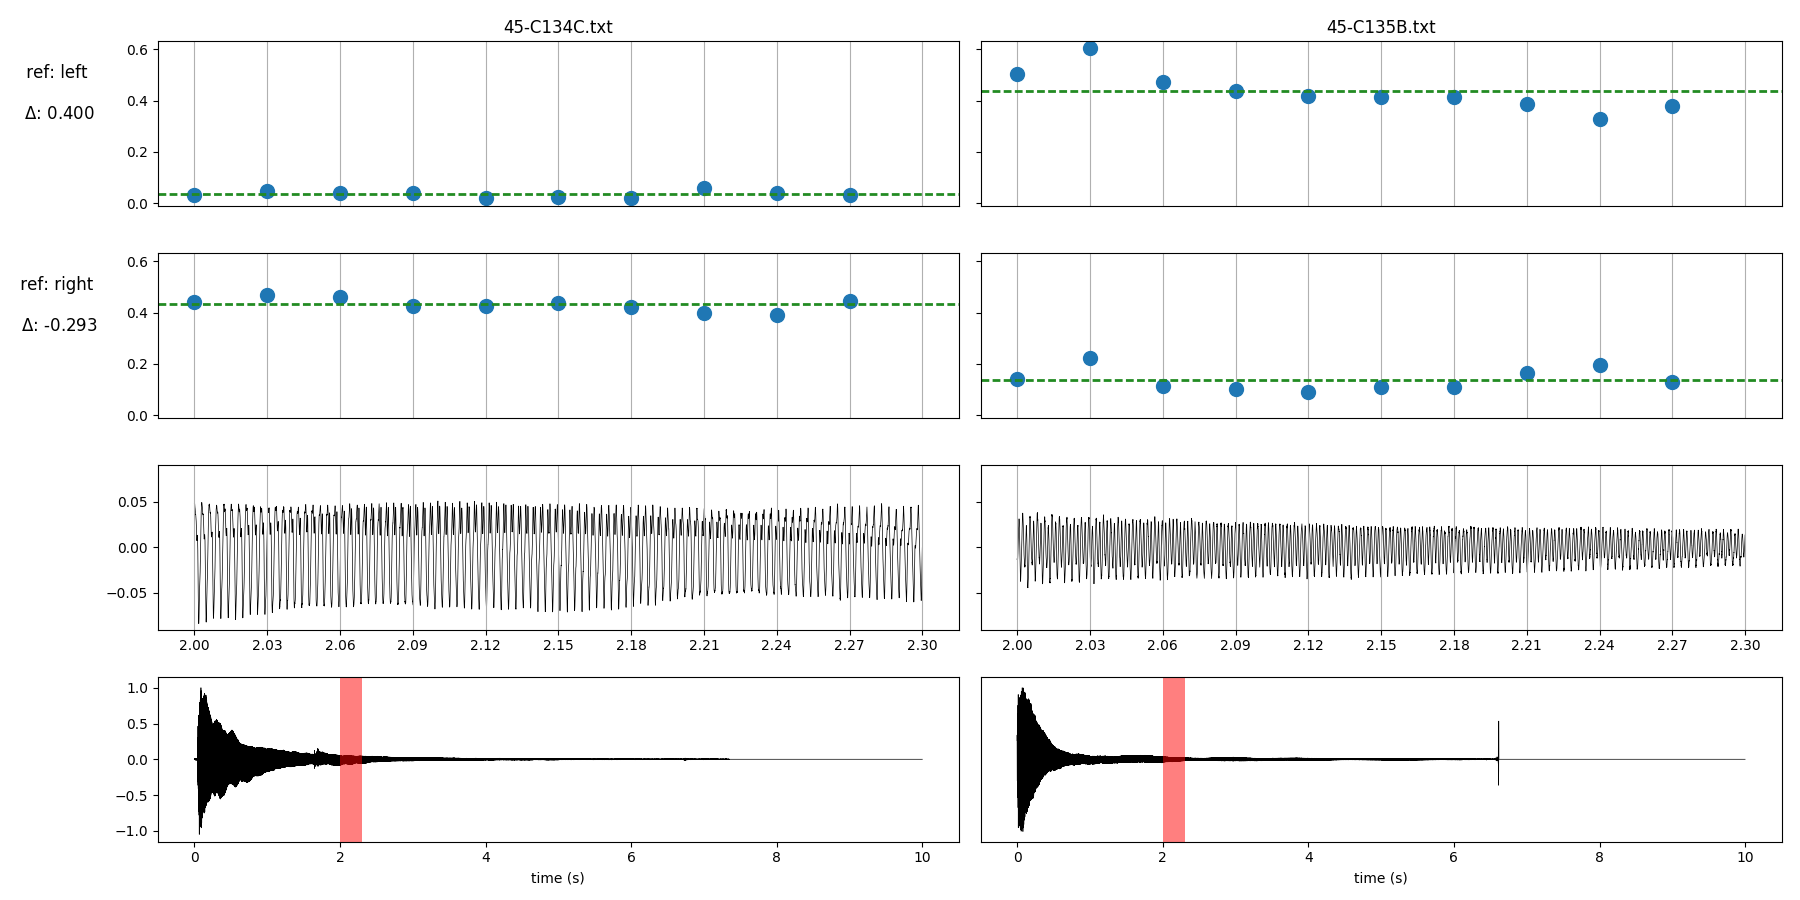 45-C134C.txt 45-C135B.txt
ref: left
Δ: 0.400
0.6
0.4
0.2
0.0
ref: right
Δ: -0.293
0.6
0.4
0.2
0.0
0.05
0.00
−0.05
2.00 2.03 2.06 2.09 2.12 2.15 2.18 2.21 2.24 2.27 2.30 2.00 2.03 2.06 2.09 2.12 2.15 2.18 2.21 2.24 2.27 2.30
1.0
0.5
0.0
−0.5
−1.0
0 2 4 6 8 10 0 2 4 6 8 10
time (s) time (s)